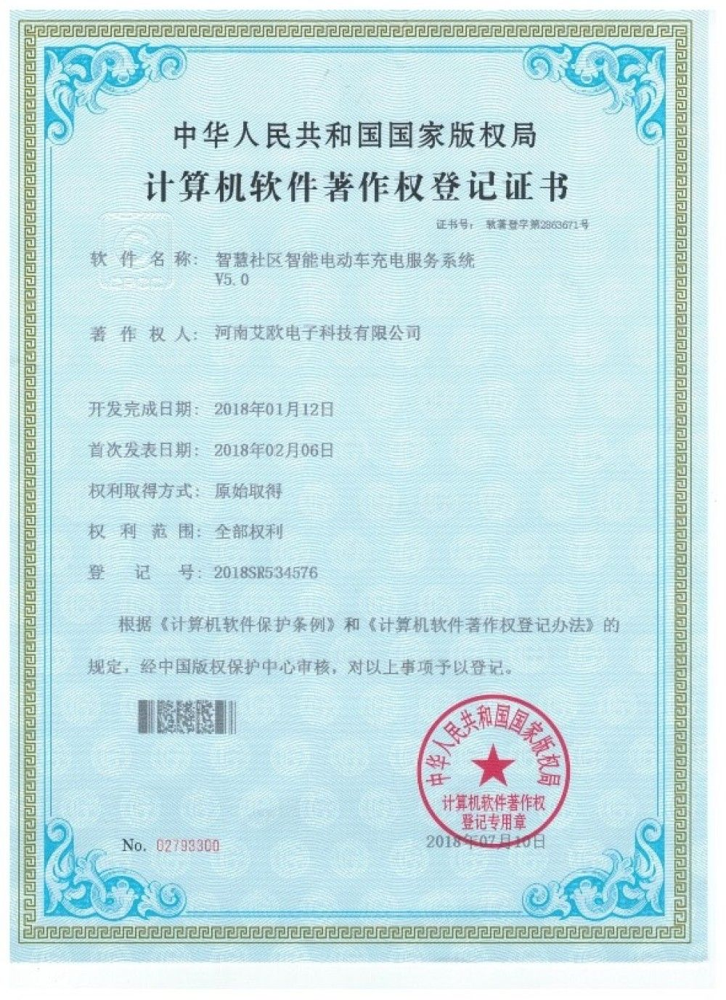 中华人民共和国国家版权局
计算机软件著作权登记证书
证书号： 软著登字第2863671号
软件名称： 智慧社区智能电动车充电服务系统
V5.0
著作权人： 河南艾欧电子科技有限公司
开发完成日期： 2018年01月12日
首次发表日期： 2018年02月06日
权利取得方式： 原始取得
权利范围： 全部权利
登记号： 2018SR534576
根据《计算机软件保护条例》和《计算机软件著作权登记办法》的
规定，经中国版权保护中心审核，对以上事项予以登记。
中华人民共和国国家版权局
计算机软件著作权
登记专用章
No. 02793300
2018年07月10日